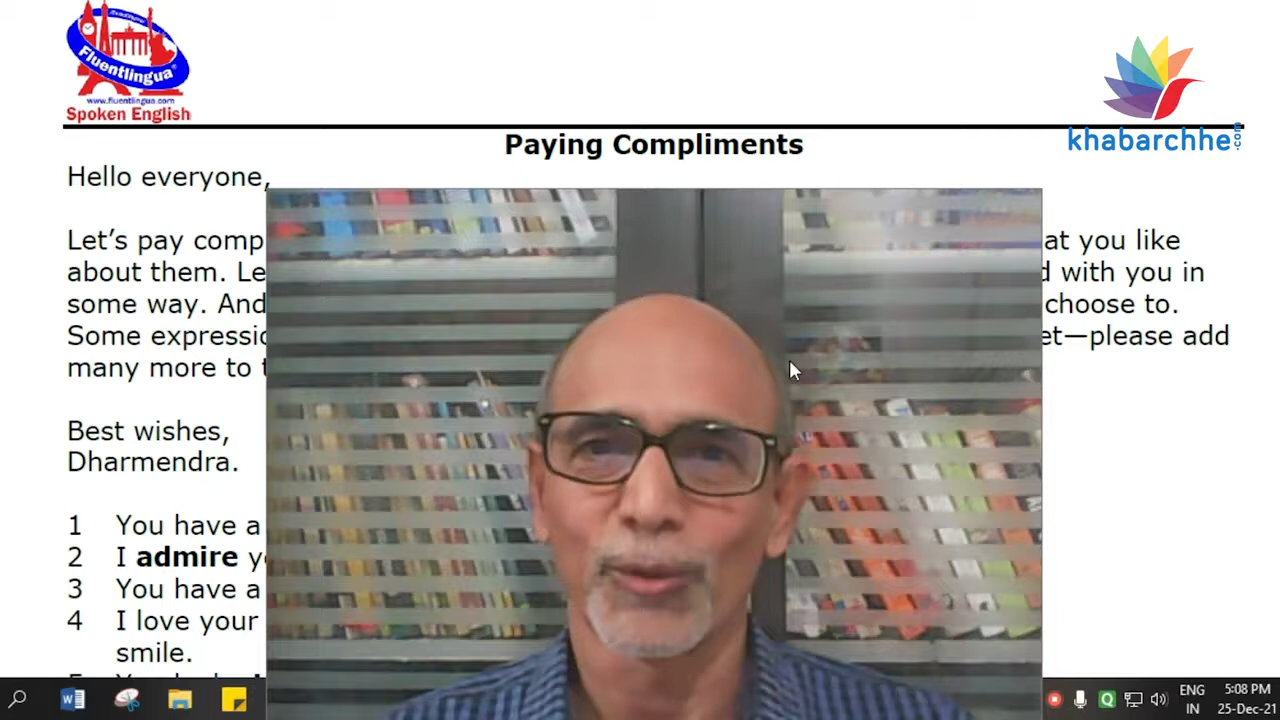 Fluentlingua®
www.fluentlingua.com
Spoken English
khabarchhe.com
Paying Compliments
Hello everyone,
Let’s pay comp at you like
about them. Le d with you in
some way. And choose to.
Some expressio et—please add
many more to t
Best wishes,
Dharmendra.
1 You have a
2 I admire yo
3 You have a
4 I love your
smile.
ENG 5:08 PM
IN 25-Dec-21